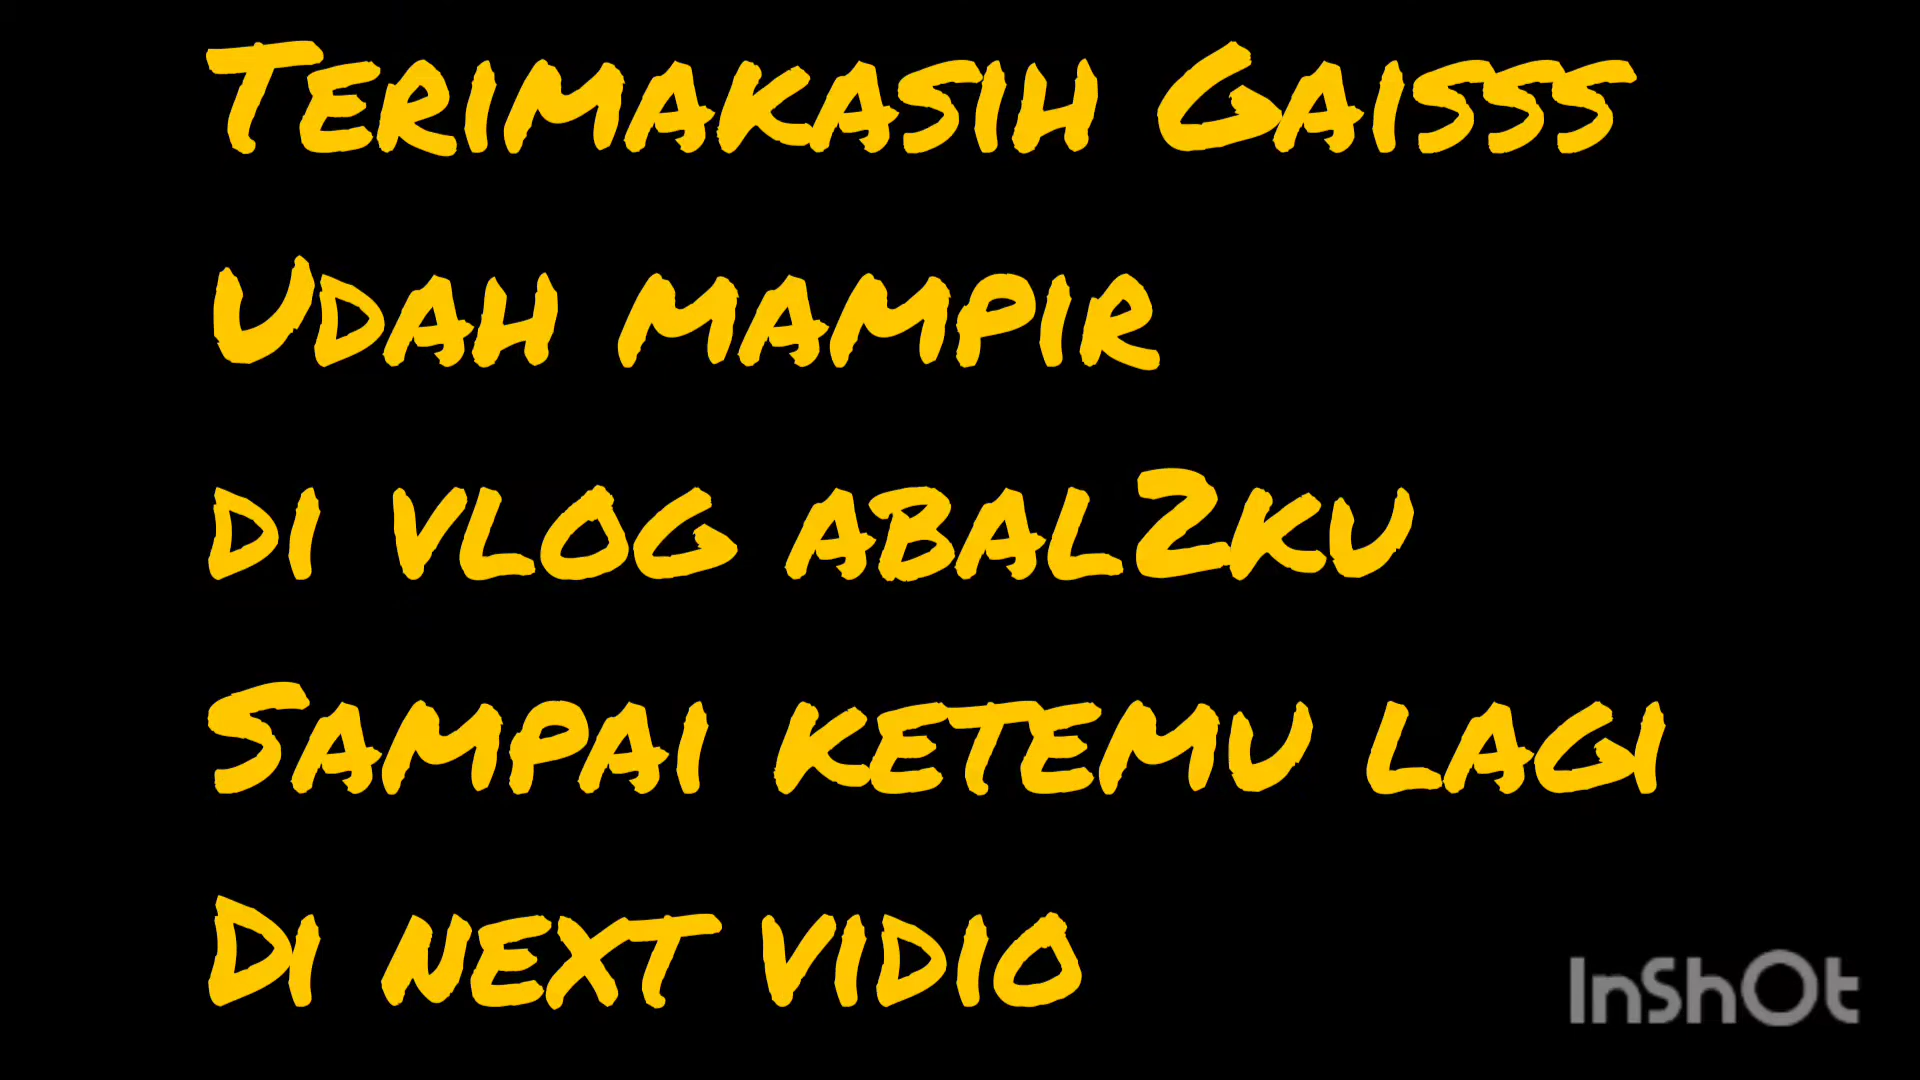 Terimakasih Gaisss
Udah mampir
di vlog abal2ku
Sampai ketemu lagi
Di next vidio
InShOt